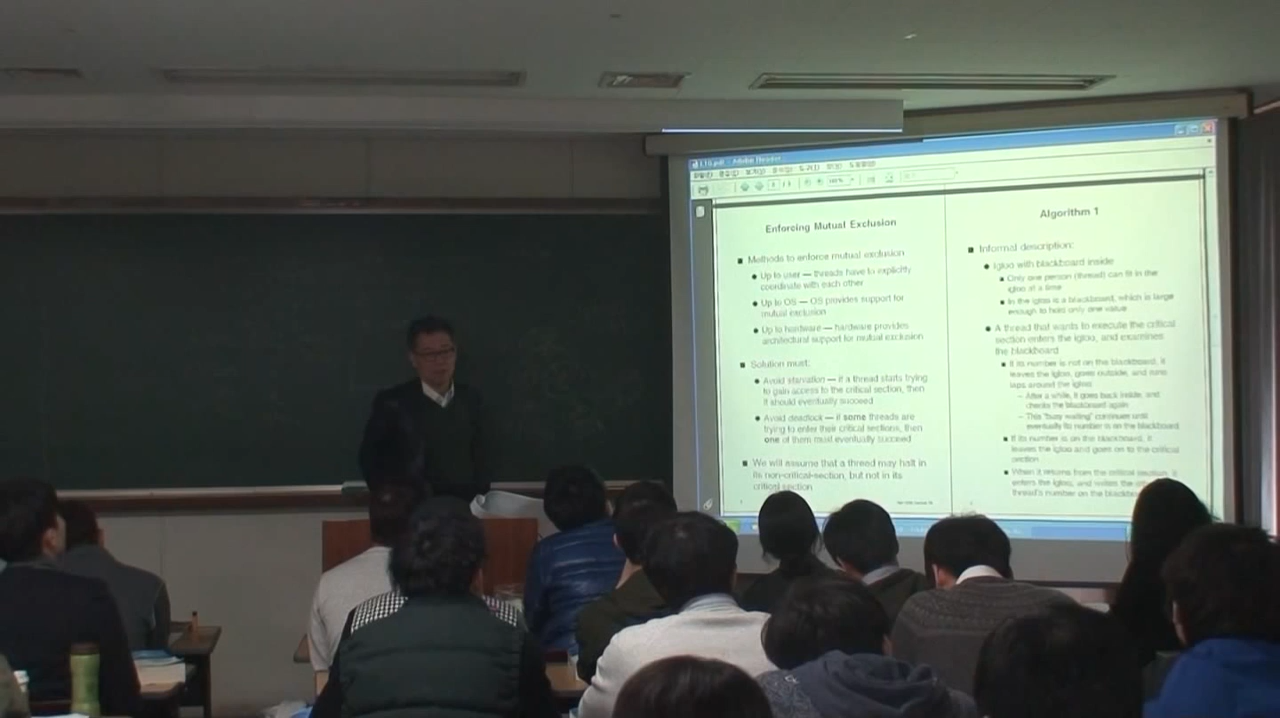 1.10.pdf - Adobe Reader
Enforcing Mutual Exclusion
■ Methods to enforce mutual exclusion
● Up to user — threads have to explicitly
coordinate with each other
● Up to OS — OS provides support for
mutual exclusion
● Up to hardware — hardware provides
architectural support for mutual exclusion
■ Solution must:
● Avoid starvation — if a thread starts trying
to gain access to the critical section, then
it should eventually succeed
● Avoid deadlock — if some threads are
trying to enter their critical sections, then
one of them must eventually succeed
■ We will assume that a thread may halt in
its non-critical-section, but not in its
critical section
Algorithm 1
■ Informal description:
● Igloo with blackboard inside
■ Only one person (thread) can fit in the
igloo at a time
■ In the igloo is a blackboard, which is large
enough to hold only one value
● A thread that wants to execute the critical
section enters the igloo, and examines
the blackboard
■ If its number is not on the blackboard, it
leaves the igloo, goes outside, and runs
laps around the igloo
– After a while, it goes back inside, and
checks the blackboard again
– This "busy waiting" continues until
eventually its number is on the blackboard
■ If its number is on the blackboard, it
leaves the igloo and goes on to the critical
section
■ When it returns from the critical section, it
enters the igloo, and writes the
thread's number on the blackboard